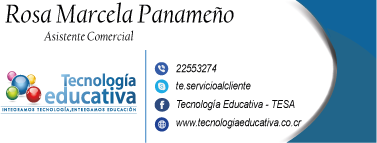 Rosa Marcela Panameño
Asistente Comercial
Tecnología
educativa
INTEGRAMOS TECNOLOGÍA, ENTREGAMOS EDUCACIÓN
22553274
te.servicioalcliente
Tecnología Educativa - TESA
www.tecnologiaeducativa.co.cr